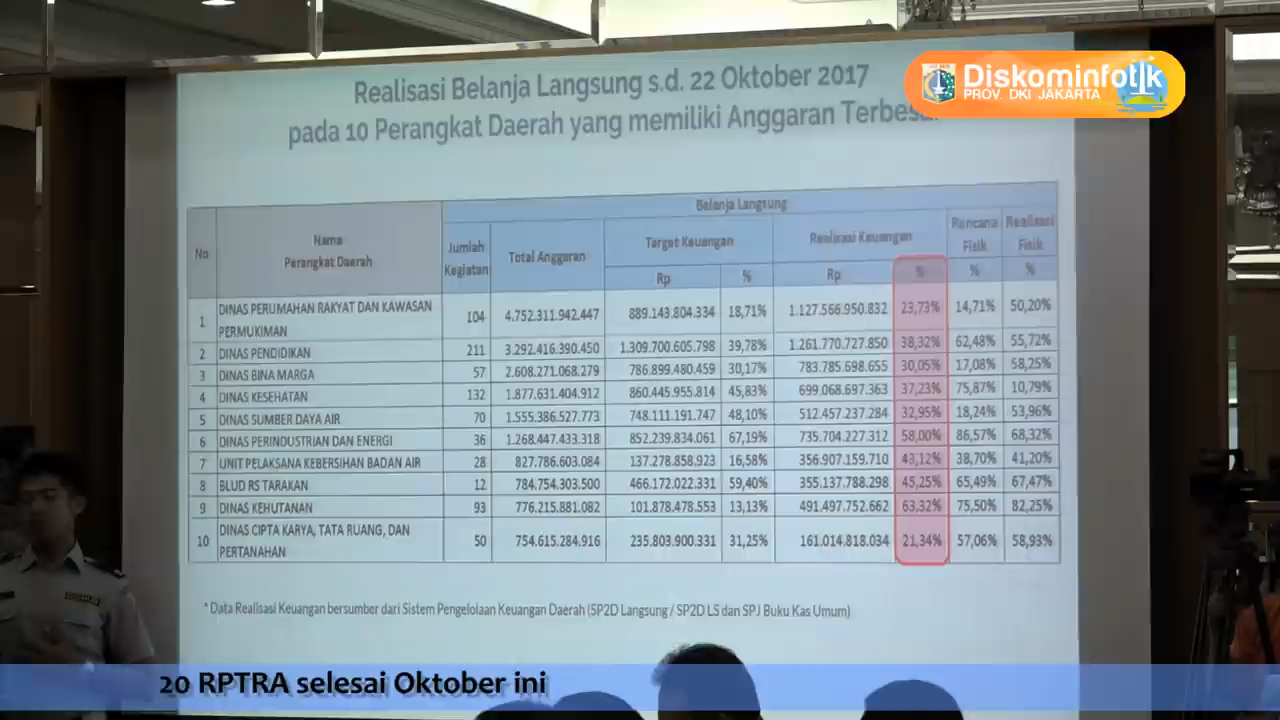 Diskominfotik
PROV. DKI JAKARTA
Realisasi Belanja Langsung s.d. 22 Oktober 2017
pada 10 Perangkat Daerah yang memiliki Anggaran Terbesar
No Nama Perangkat Daerah Jumlah Kegiatan Total Anggaran Belanja Langsung
Target Keuangan Realisasi Keuangan Rencana Fisik Realisasi Fisik
Rp % Rp % % %
1 DINAS PERUMAHAN RAKYAT DAN KAWASAN
PERMUKIMAN 104 4.752.311.942.447 889.143.804.334 18,71% 1.127.566.950.832 23,73% 14,71% 50,20%
2 DINAS PENDIDIKAN 211 3.292.416.390.450 1.309.700.605.798 39,78% 1.261.770.727.850 38,32% 62,48% 55,72%
3 DINAS BINA MARGA 57 2.608.271.068.279 786.899.480.459 30,17% 783.785.698.655 30,05% 17,08% 58,25%
4 DINAS KESEHATAN 132 1.877.631.404.912 860.445.955.814 45,83% 699.068.697.363 37,23% 75,87% 10,79%
5 DINAS SUMBER DAYA AIR 70 1.555.386.527.773 748.111.191.747 48,10% 512.457.237.284 32,95% 18,24% 53,96%
6 DINAS PERINDUSTRIAN DAN ENERGI 36 1.268.447.433.318 852.239.834.061 67,19% 735.704.227.312 58,00% 86,57% 68,32%
7 UNIT PELAKSANA KEBERSIHAN BADAN AIR 28 827.786.603.084 137.278.858.923 16,58% 356.907.159.710 43,12% 38,70% 41,20%
8 BLUD RS TARAKAN 12 784.754.303.500 466.172.022.331 59,40% 355.137.788.298 45,25% 65,49% 67,47%
9 DINAS KEHUTANAN 93 776.215.881.082 101.878.478.553 13,13% 491.497.752.662 63,32% 75,50% 82,25%
10 DINAS CIPTA KARYA, TATA RUANG, DAN
PERTANAHAN 50 754.615.284.916 235.803.900.331 31,25% 161.014.818.034 21,34% 57,06% 58,93%
* Data Realisasi Keuangan bersumber dari Sistem Pengelolaan Keuangan Daerah (SP2D Langsung / SP2D LS dan SPJ Buku Kas Umum)
20 RPTRA selesai Oktober ini